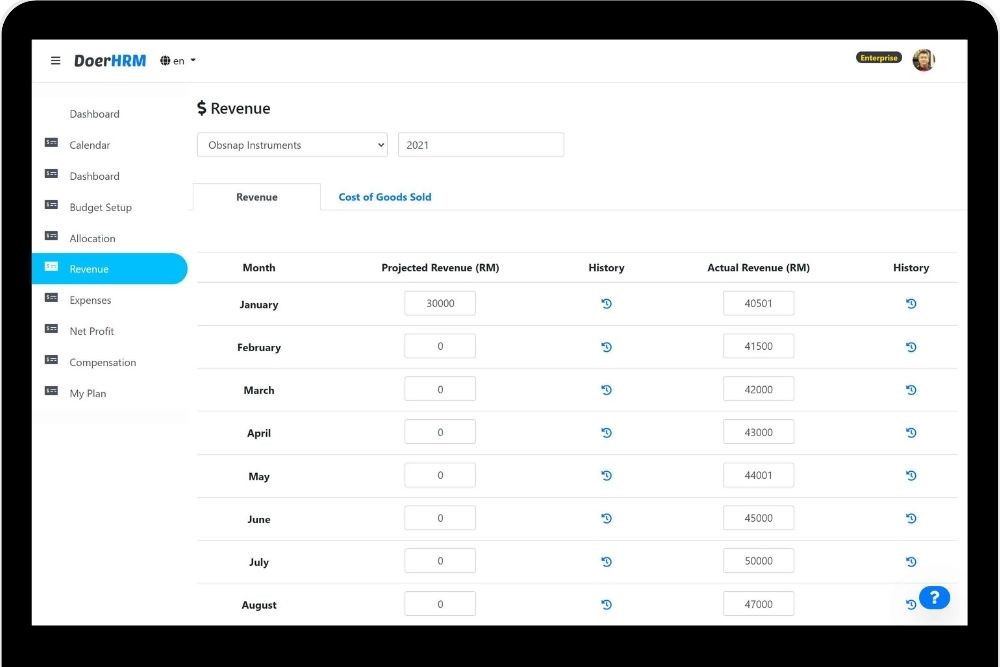 DoerHRM en
Enterprise
Dashboard
Calendar
Dashboard
Budget Setup
Allocation
Revenue
Expenses
Net Profit
Compensation
My Plan
$ Revenue
Obsnap Instruments 2021
Revenue Cost of Goods Sold
Month Projected Revenue (RM) History Actual Revenue (RM) History
January 30000 40501
February 0 41500
March 0 42000
April 0 43000
May 0 44001
June 0 45000
July 0 50000
August 0 47000
?